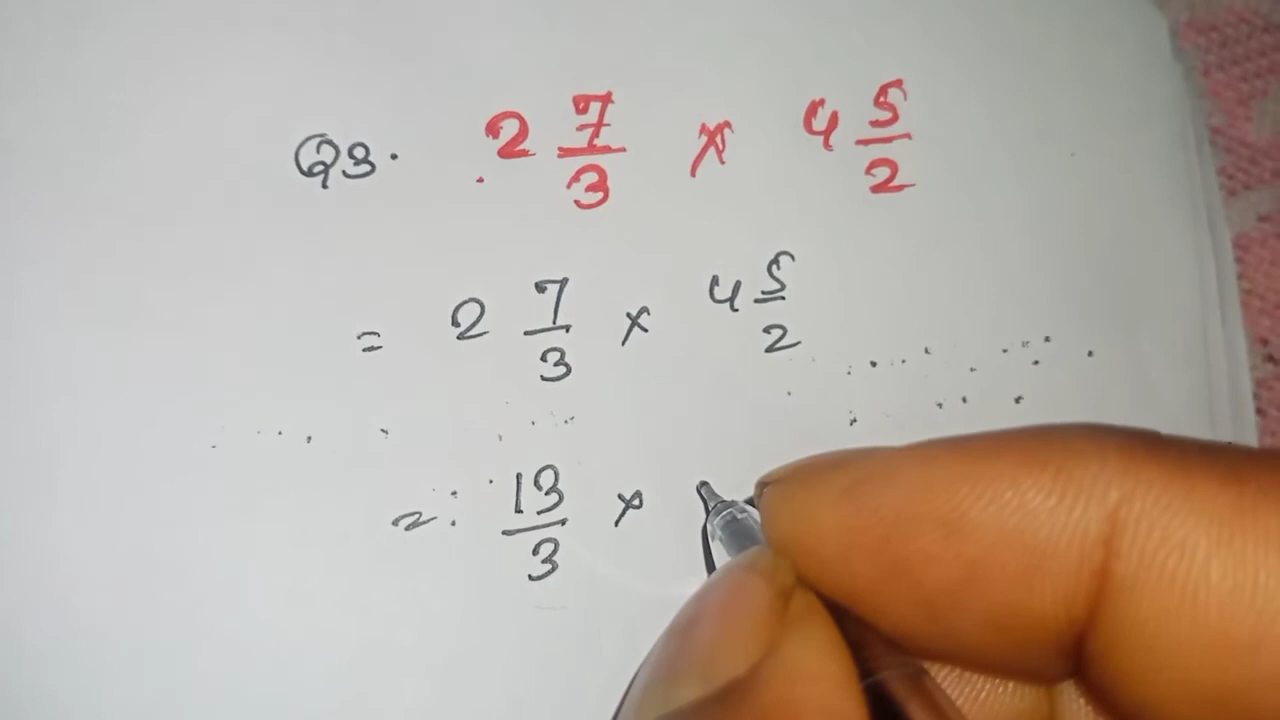 Q3. 2 7/3 × 4 5/2
= 2 7/3 × 4 5/2
= 13/3 ×